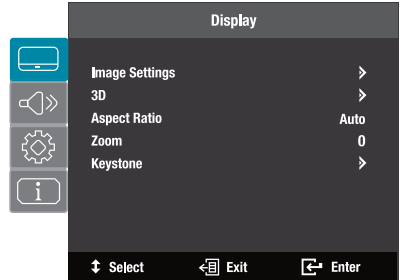 Display
Image Settings
3D
Aspect Ratio Auto
Zoom 0
Keystone
i
Select Exit Enter